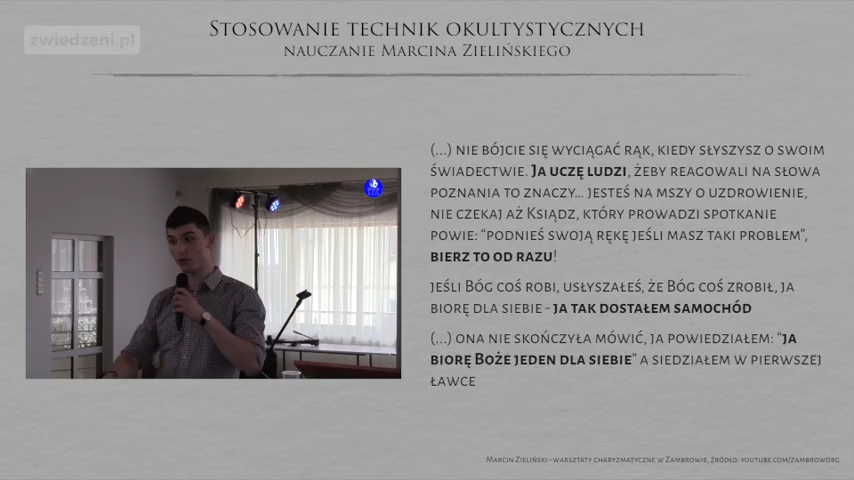 zwiedzeni.pl
Stosowanie technik okultystycznych
nauczanie Marcina Zielińskiego
(...) nie bójcie się wyciągać rąk, kiedy słyszysz o swoim
świadectwie. Ja uczę ludzi, żeby reagowali na słowa
poznania to znaczy... jesteś na mszy o uzdrowienie,
nie czekaj aż Ksiądz, który prowadzi spotkanie
powie: “podnieś swoją rękę jeśli masz taki problem”,
bierz to od razu!
jeśli Bóg coś robi, usłyszałeś, że Bóg coś zrobił, ja
biorę dla siebie - ja tak dostałem samochód
(...) ona nie skończyła mówić, ja powiedziałem: “ja
biorę Boże jeden dla siebie” a siedziałem w pierwszej
ławce
Marcin Zieliński - warsztaty charyzmatyczne w Zambrowie, źródło: youtube.com/zambroworg